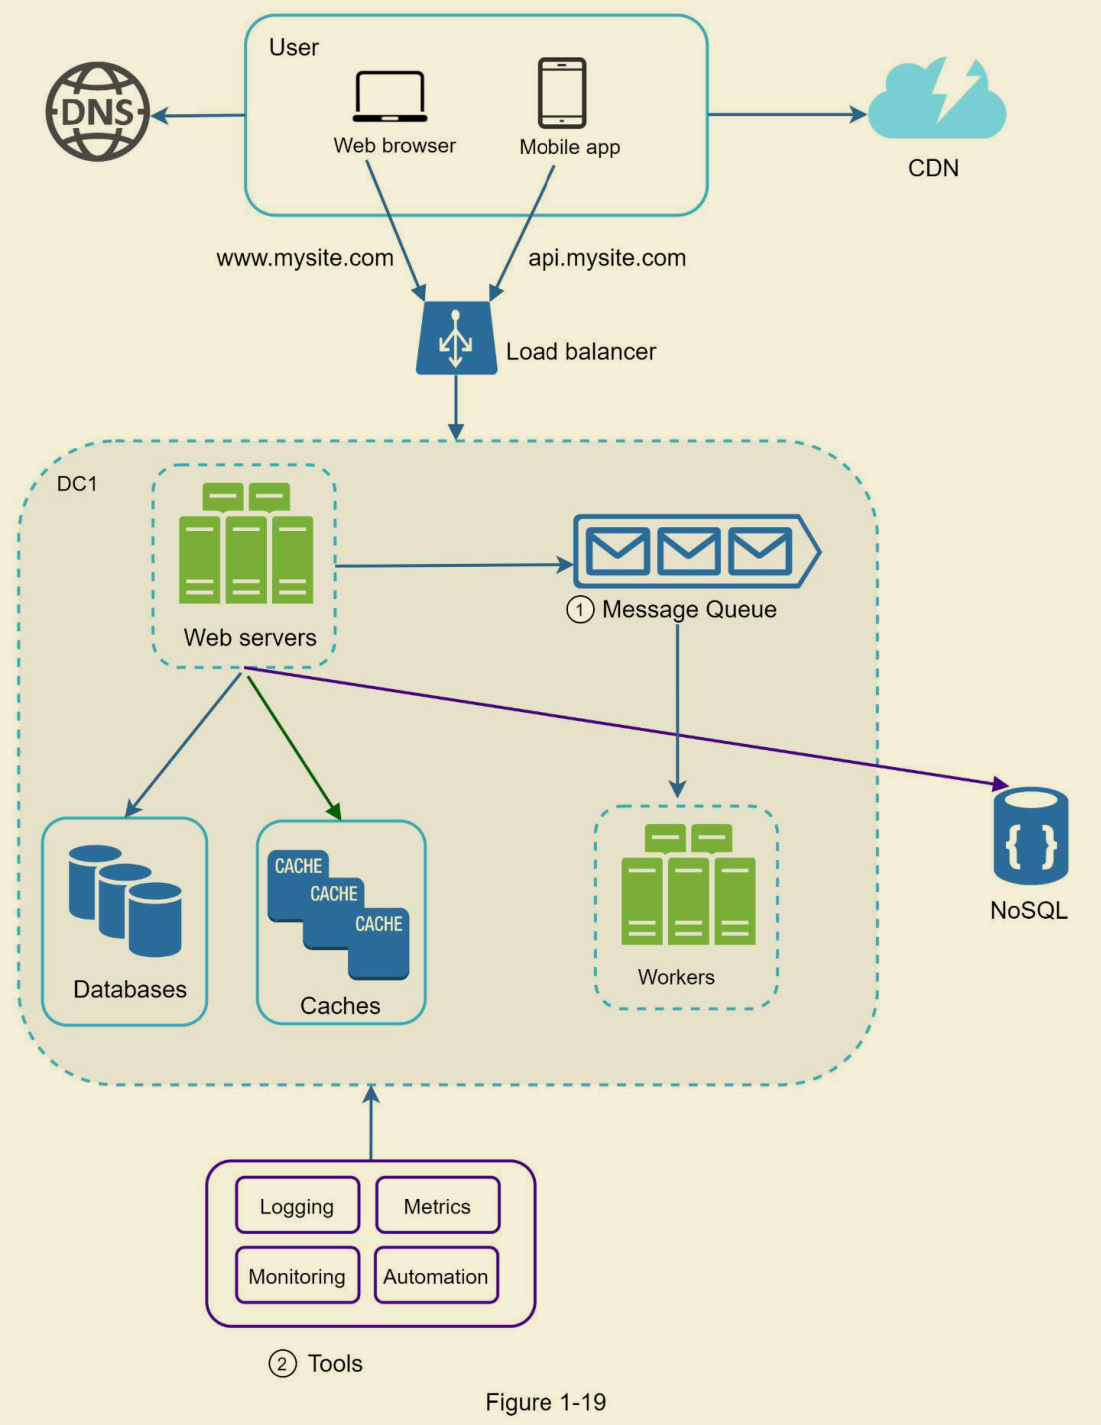 User
DNS
Web browser
Mobile app
CDN
www.mysite.com
api.mysite.com
Load balancer
DC1
Web servers
1 Message Queue
CACHE
CACHE
CACHE
Databases
Caches
Workers
{ }
NoSQL
Logging
Metrics
Monitoring
Automation
2 Tools
Figure 1-19